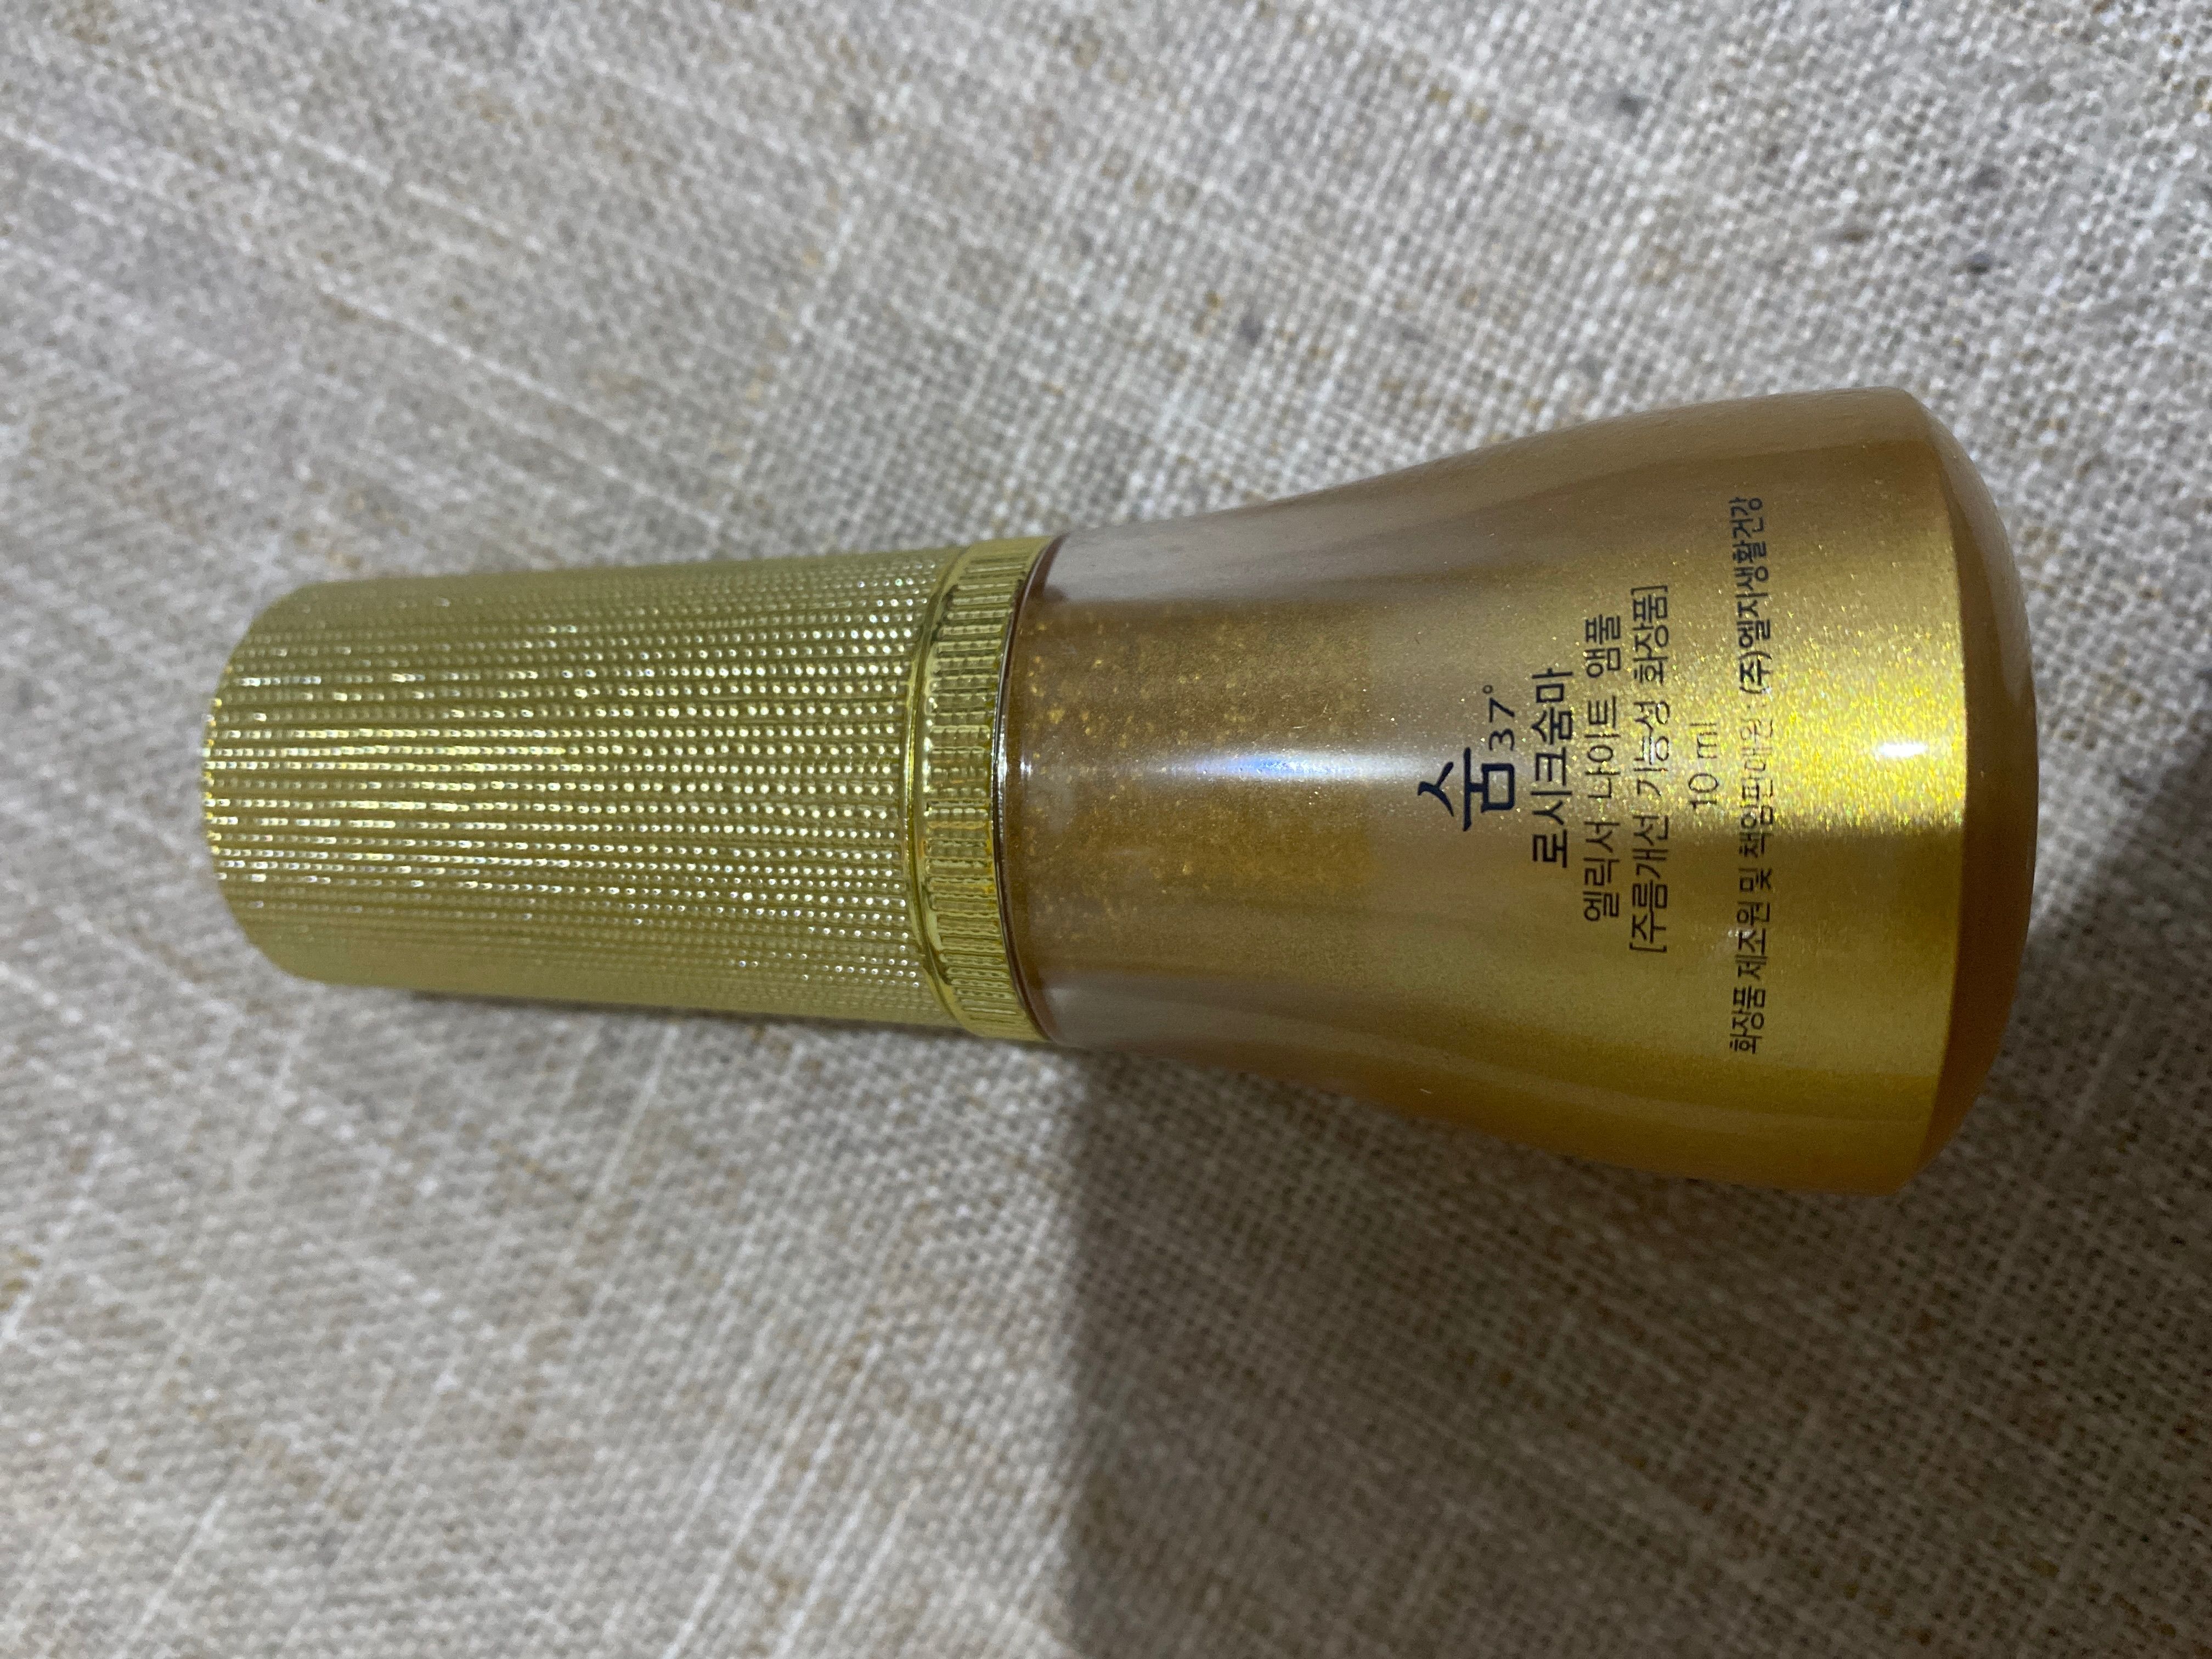 숨37°
로시크숨마
엘릭서 나이트 앰풀
[주름개선 기능성 화장품]
10 ml
화장품제조원 및 책임판매원 : (주)엘지생활건강